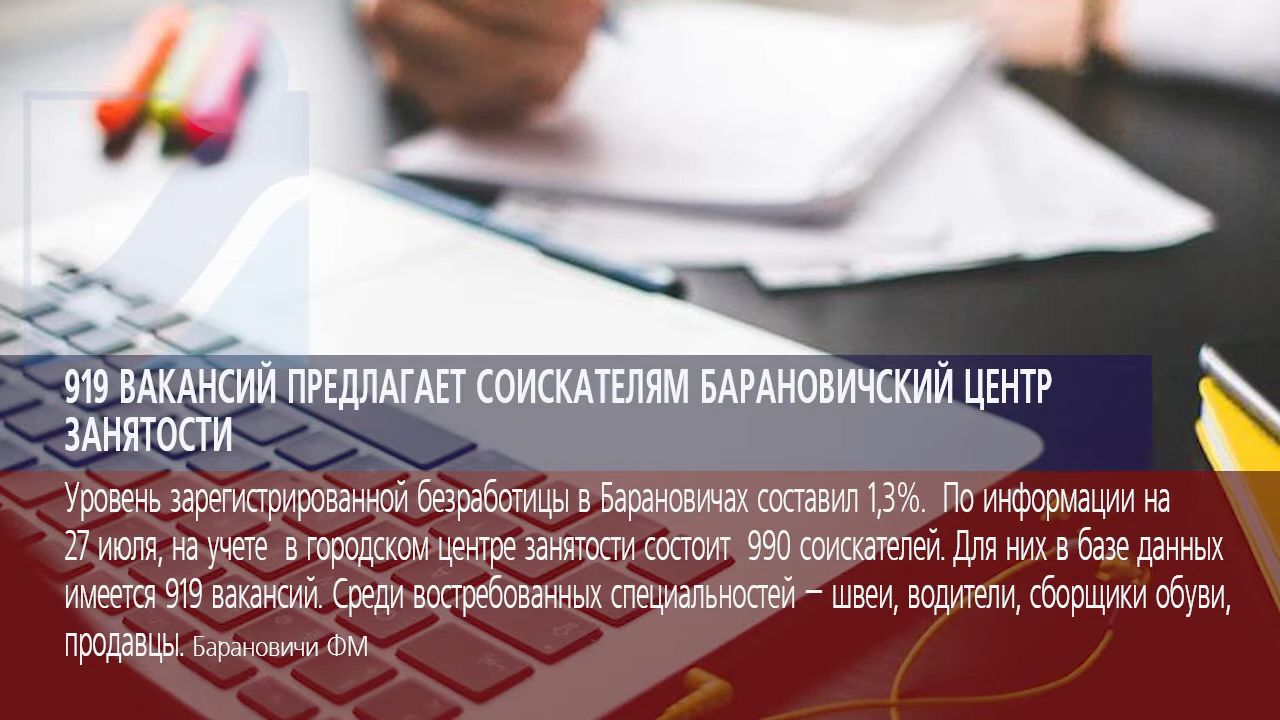 919 ВАКАНСИЙ ПРЕДЛАГАЕТ СОИСКАТЕЛЯМ БАРАНОВИЧСКИЙ ЦЕНТР
ЗАНЯТОСТИ
Уровень зарегистрированной безработицы в Барановичах составил 1,3%. По информации на
27 июля, на учете в городском центре занятости состоит 990 соискателей. Для них в базе данных
имеется 919 вакансий. Среди востребованных специальностей – швеи, водители, сборщики обуви,
продавцы. Барановичи ФМ